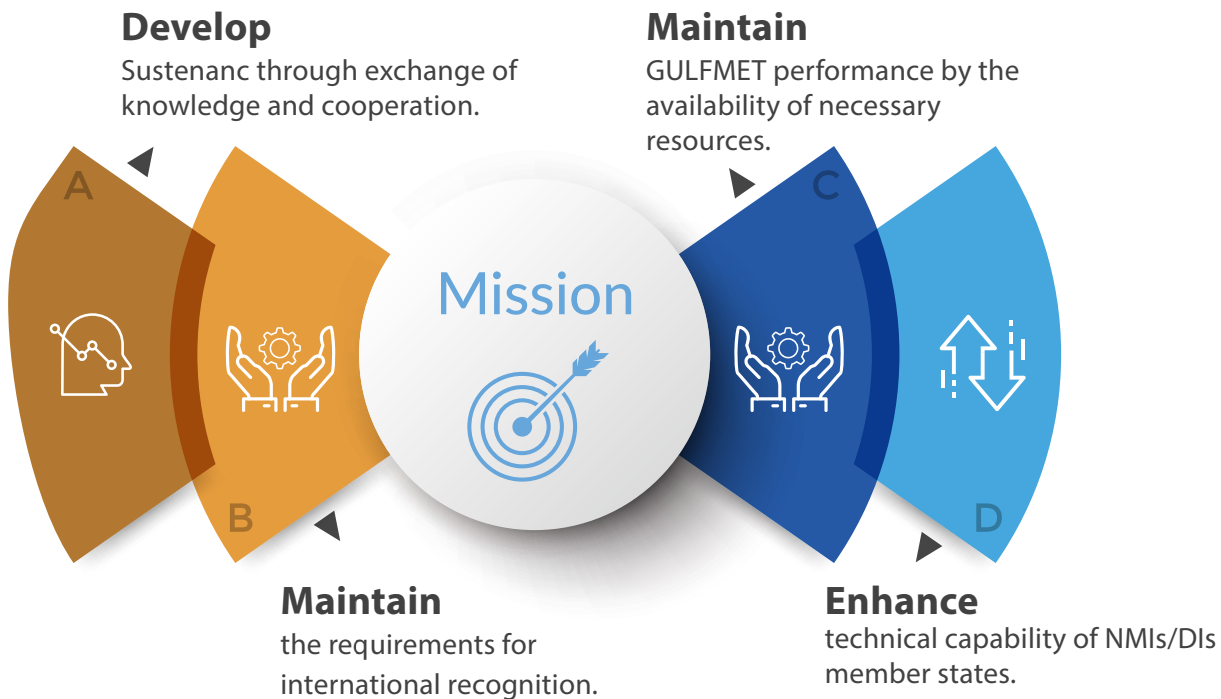 Develop
Sustenanc through exchange of
knowledge and cooperation.
Maintain
GULFMET performance by the
availability of necessary
resources.
A
C
Mission
B
D
Maintain
the requirements for
international recognition.
Enhance
technical capability of NMIs/DIs
member states.